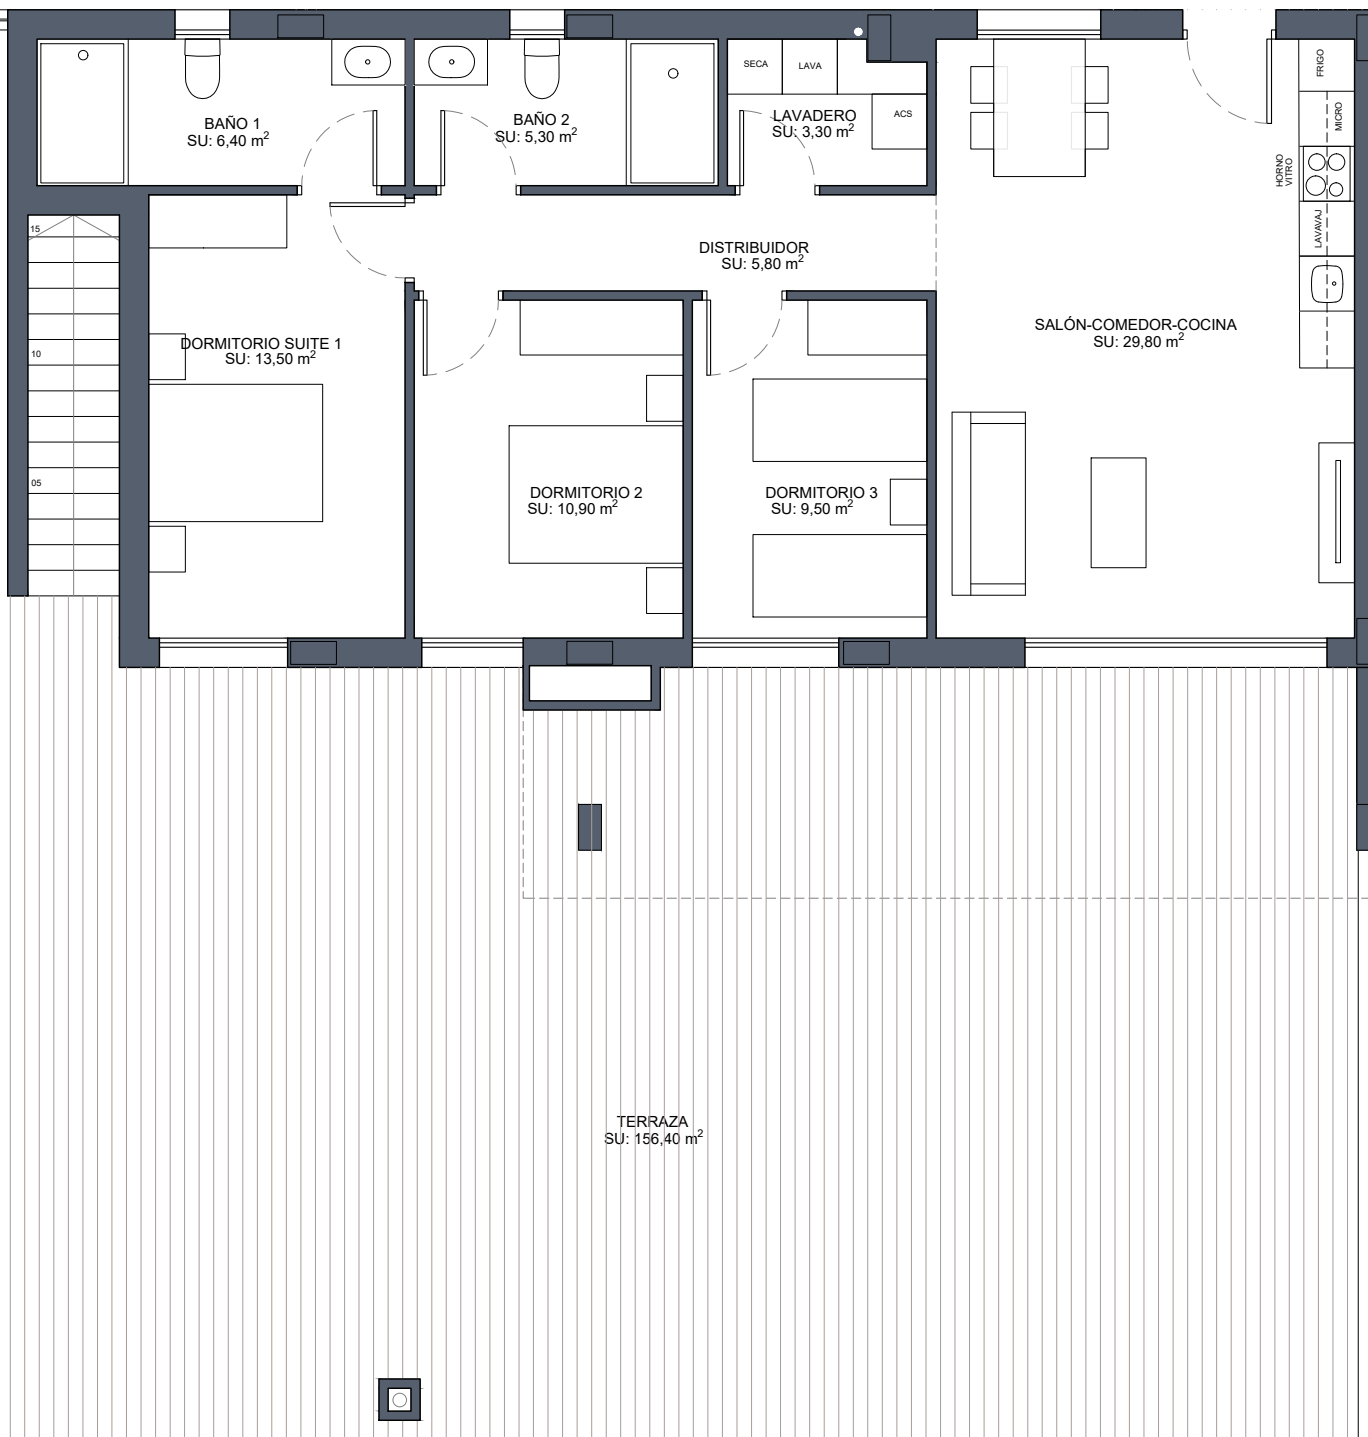 SECA
LAVA
FRIGO
BAÑO 1
SU: 6,40 m²
BAÑO 2
SU: 5,30 m²
LAVADERO
SU: 3,30 m²
ACS
MICRO
HORNO
VITRO
LAVAVAJ
15
DISTRIBUIDOR
SU: 5,80 m²
DORMITORIO SUITE 1
SU: 13,50 m²
SALÓN-COMEDOR-COCINA
SU: 29,80 m²
10
05
DORMITORIO 2
SU: 10,90 m²
DORMITORIO 3
SU: 9,50 m²
TERRAZA
SU: 156,40 m²